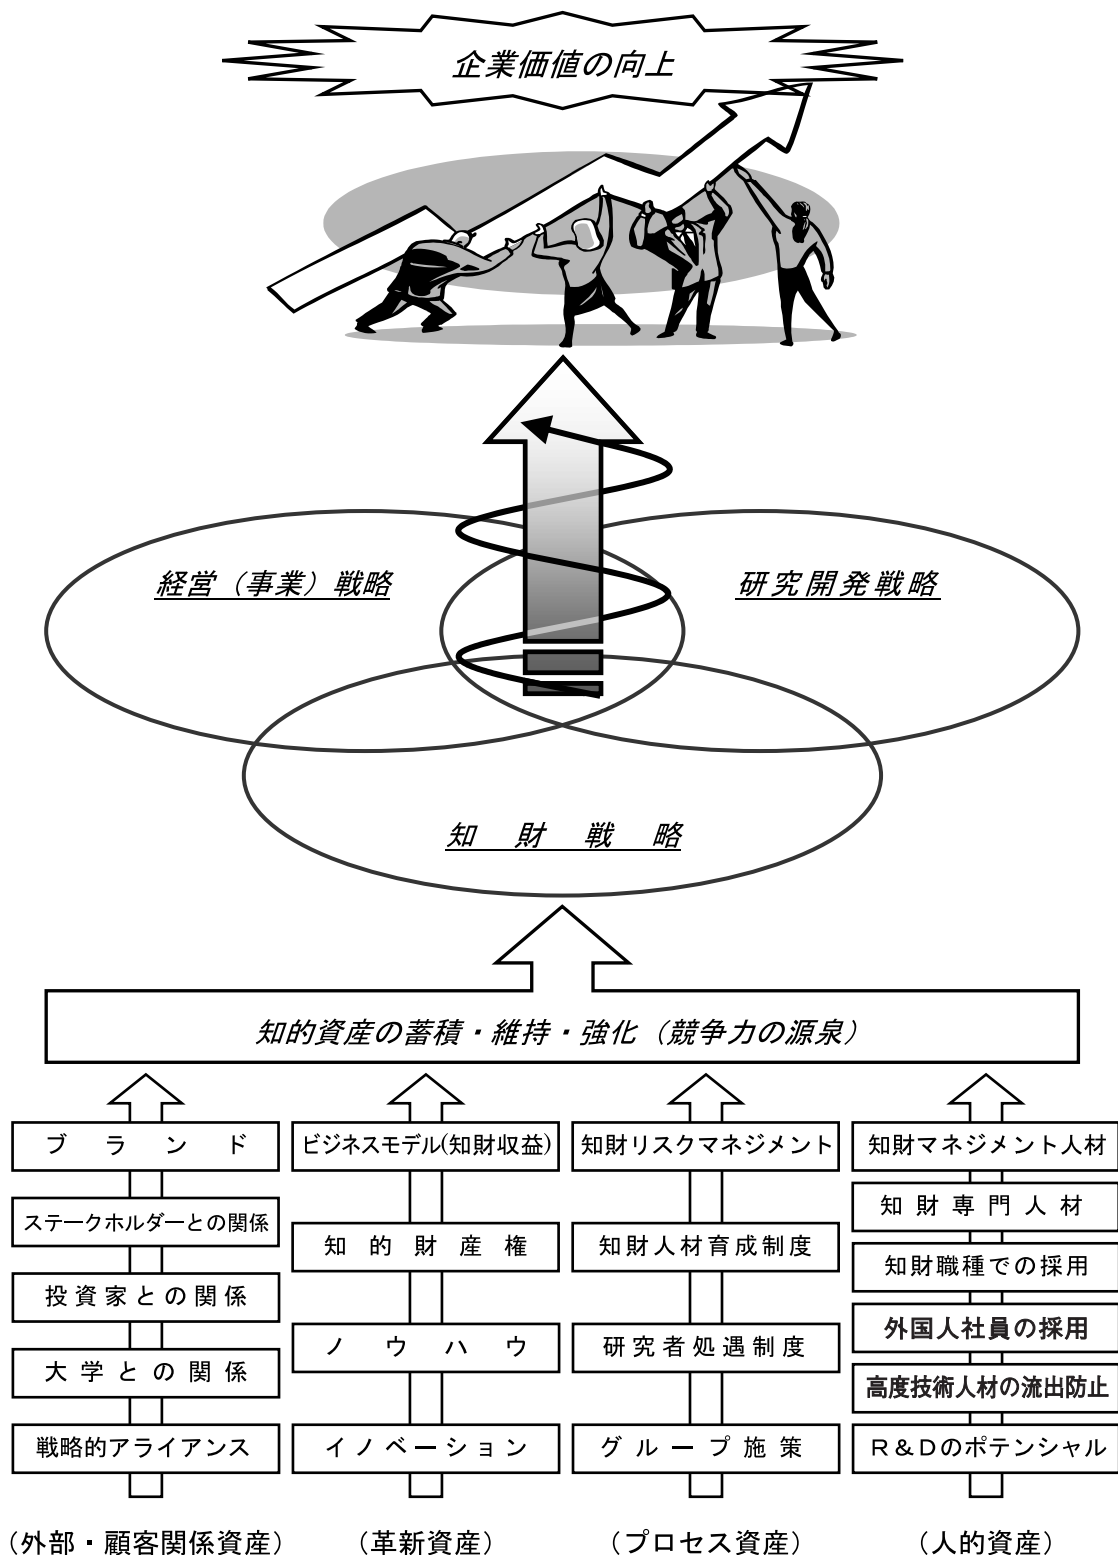 企業価値の向上
経営（事業）戦略
研究開発戦略
知財戦略
知的資産の蓄積・維持・強化（競争力の源泉）
ブランド
ステークホルダーとの関係
投資家との関係
大学との関係
戦略的アライアンス
（外部・顧客関係資産）
ビジネスモデル(知財収益)
知的財産権
ノウハウ
イノベーション
（革新資産）
知財リスクマネジメント
知財人材育成制度
研究者処遇制度
グループ施策
（プロセス資産）
知財マネジメント人材
知財専門人材
知財職種での採用
外国人社員の採用
高度技術人材の流出防止
Ｒ＆Ｄのポテンシャル
（人的資産）